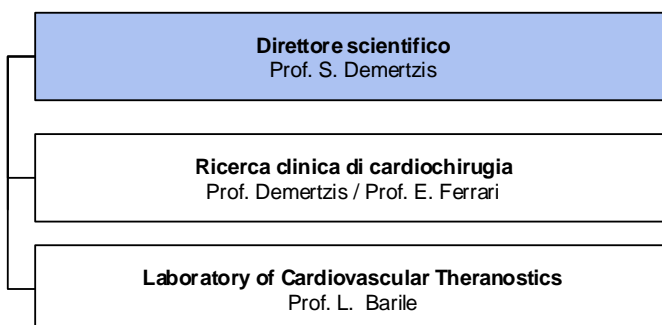 Direttore scientifico
Prof. S. Demertzis
Ricerca clinica di cardiochirugia
Prof. Demertzis / Prof. E. Ferrari
Laboratory of Cardiovascular Theranostics
Prof. L. Barile